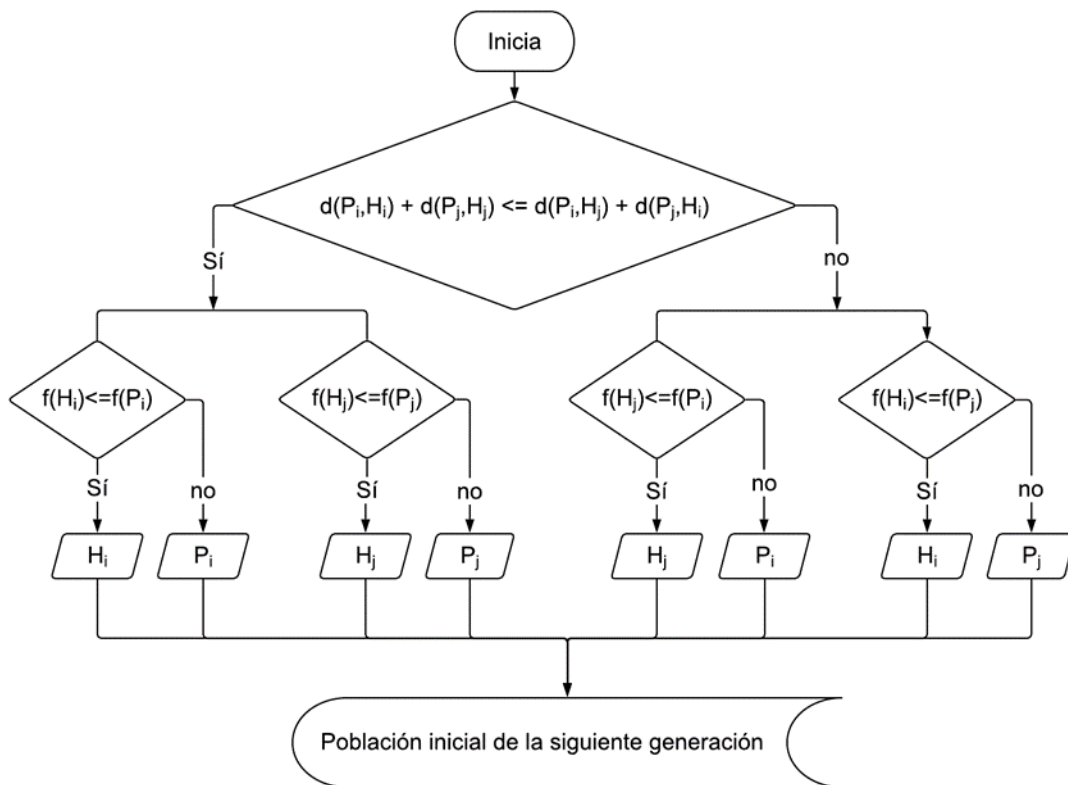 Inicia
d(Pᵢ,Hᵢ) + d(Pⱼ,Hⱼ) <= d(Pᵢ,Hⱼ) + d(Pⱼ,Hᵢ)
Sí
no
f(Hᵢ)<=f(Pᵢ)
f(Hⱼ)<=f(Pⱼ)
f(Hⱼ)<=f(Pᵢ)
f(Hᵢ)<=f(Pⱼ)
Sí
no
Sí
no
Sí
no
Sí
no
Hᵢ
Pᵢ
Hⱼ
Pⱼ
Hⱼ
Pᵢ
Hᵢ
Pⱼ
Población inicial de la siguiente generación